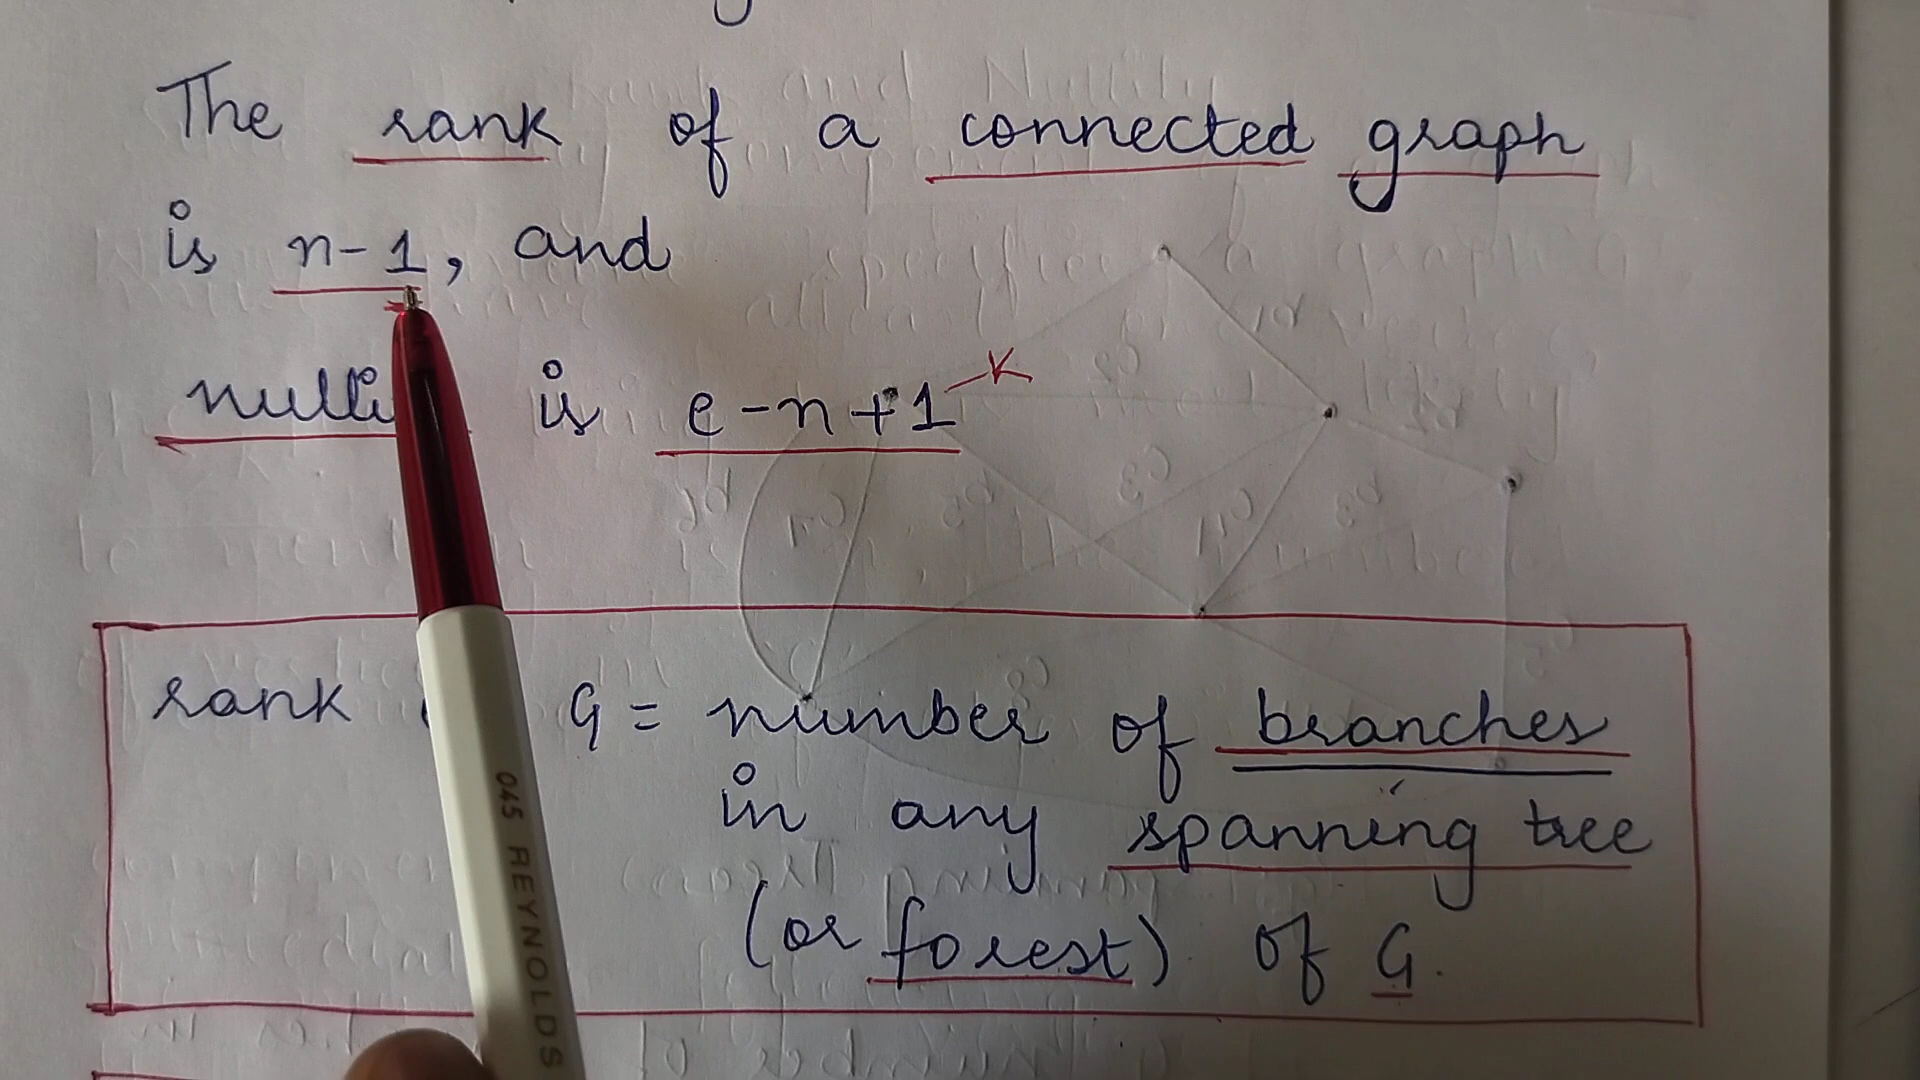 The rank of a connected graph
is n-1, and
nulli is e-n+1 K
rank G = number of branches
in any spanning tree
(or forest) of G.
045 REYNOLDS